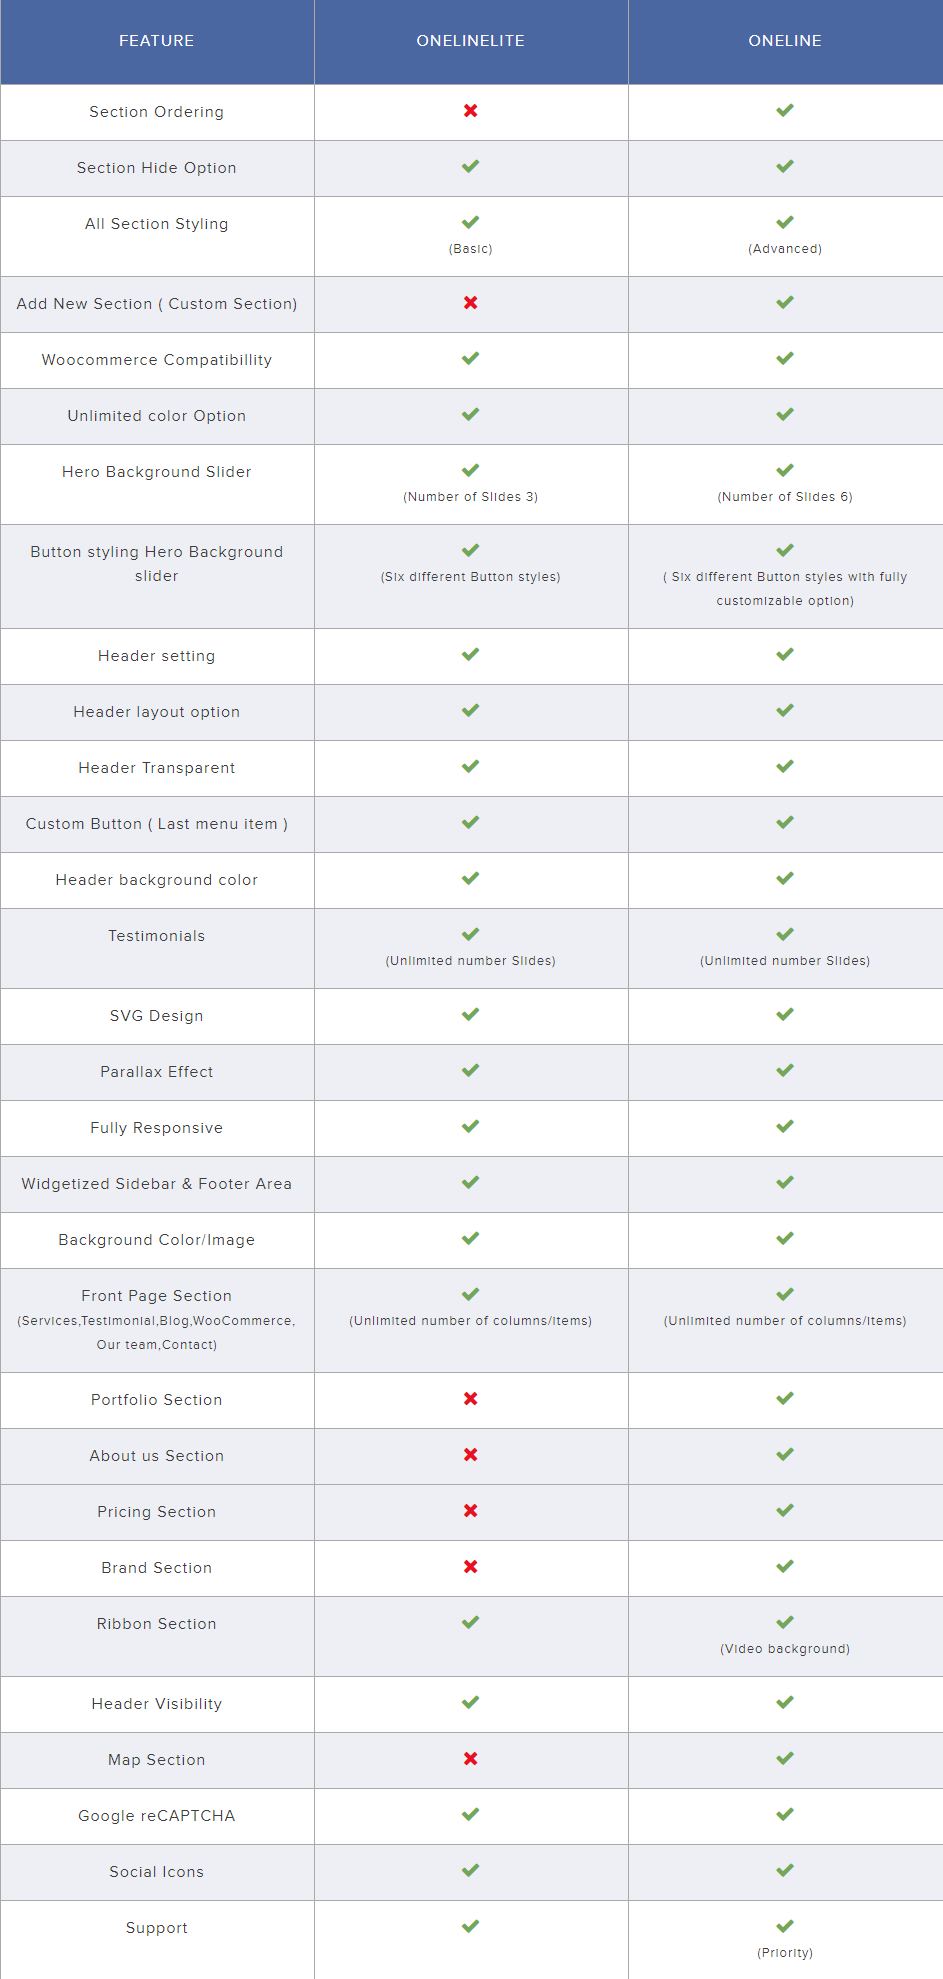 FEATURE ONELINELITE ONELINE
Section Ordering
Section Hide Option
All Section Styling
(Basic) (Advanced)
Add New Section ( Custom Section)
Woocommerce Compatibillity
Unlimited color Option
Hero Background Slider
(Number of Slides 3) (Number of Slides 6)
Button styling Hero Background
slider
(Six different Button styles) ( Six different Button styles with fully
customizable option)
Header setting
Header layout option
Header Transparent
Custom Button ( Last menu item )
Header background color
Testimonials
(Unlimited number Slides) (Unlimited number Slides)
SVG Design
Parallax Effect
Fully Responsive
Widgetized Sidebar & Footer Area
Background Color/Image
Front Page Section
(Services,Testimonial,Blog,WooCommerce,
Our team,Contact)
(Unlimited number of columns/items) (Unlimited number of columns/items)
Portfolio Section
About us Section
Pricing Section
Brand Section
Ribbon Section
(Video background)
Header Visibility
Map Section
Google reCAPTCHA
Social Icons
Support
(Priority)